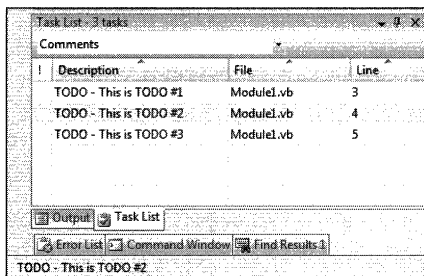 Task List - 3 tasks
Comments
! Description File Line
TODO - This is TODO #1 Module1.vb 3
TODO - This is TODO #2 Module1.vb 4
TODO - This is TODO #3 Module1.vb 5
Output Task List
Error List Command Window Find Results 1
TODO - This is TODO #2